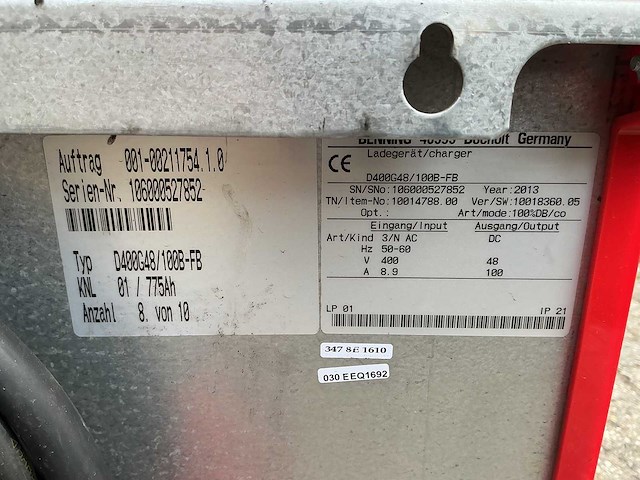 Auftrag 001-00211754.1.0
Serien-Nr. 106000527852
Typ D400G48/100B-FB
KNL 01 / 775Ah
Anzahl 8. von 10
BENNING 46399 Bocholt Germany
Ladegerät/charger
CE
D400G48/100B-FB
SN/SNo:106000527852 Year:2013
TN/Item-No:10014788.00 Ver/SW:10018360.05
Opt.: Art/mode:100%DB/co
Eingang/Input Ausgang/Output
Art/Kind 3/N AC DC
Hz 50-60
V 400 48
A 8.9 100
LP 01 IP 21
347 8E 1610
030 EEQ1692